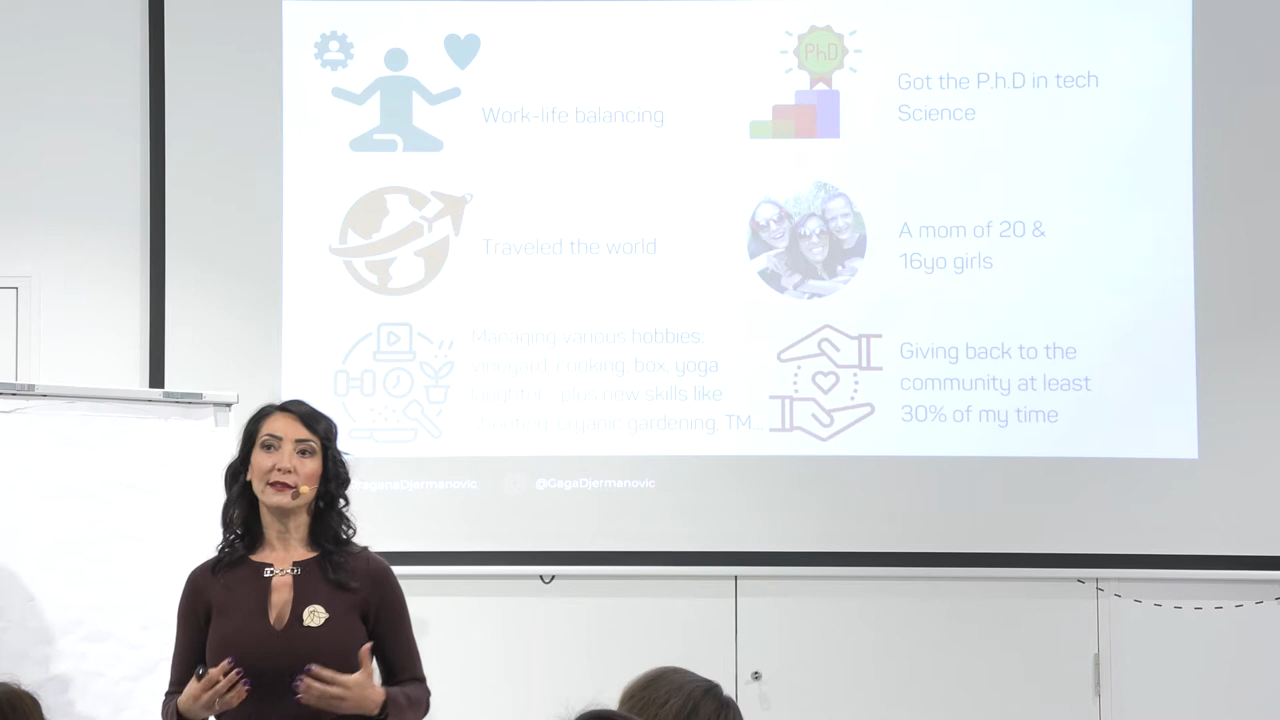 Work-life balancing
PhD
Got the P.h.D in tech
Science
Traveled the world
A mom of 20 &
16yo girls
Managing various hobbies:
vineyard, cooking, box, yoga
laughter.. plus new skills like
organic gardening, TM...
Giving back to the
community at least
30% of my time
@GagaDjermanovic